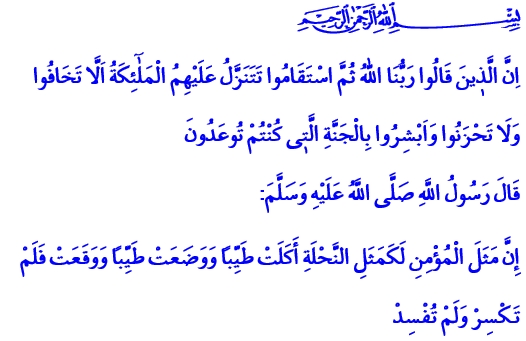 بِسْمِ اللهِ الرَّحْمٰنِ الرَّحِيمِ
اِنَّ الَّذ۪ينَ قَالُوا رَبُّنَا اللّٰهُ ثُمَّ اسْتَقَامُوا تَتَنَزَّلُ عَلَيْهِمُ الْمَلٰٓئِكَةُ اَلَّا تَخَافُوا
وَلَا تَحْزَنُوا وَاَبْشِرُوا بِالْجَنَّةِ الَّت۪ى كُنْتُمْ تُوعَدُونَ
قَالَ رَسُولُ اللَّهِ صَلَّى اللَّهُ عَلَيْهِ وَسَلَّمَ:
إِنَّ مَثَلَ الْمُؤْمِنِ لَكَمَثَلِ النَّحْلَةِ أَكَلَتْ طَيِّبًا وَوَضَعَتْ طَيِّبًا وَوَقَعَتْ فَلَمْ
تَكْسِرْ وَلَمْ تُفْسِدْ